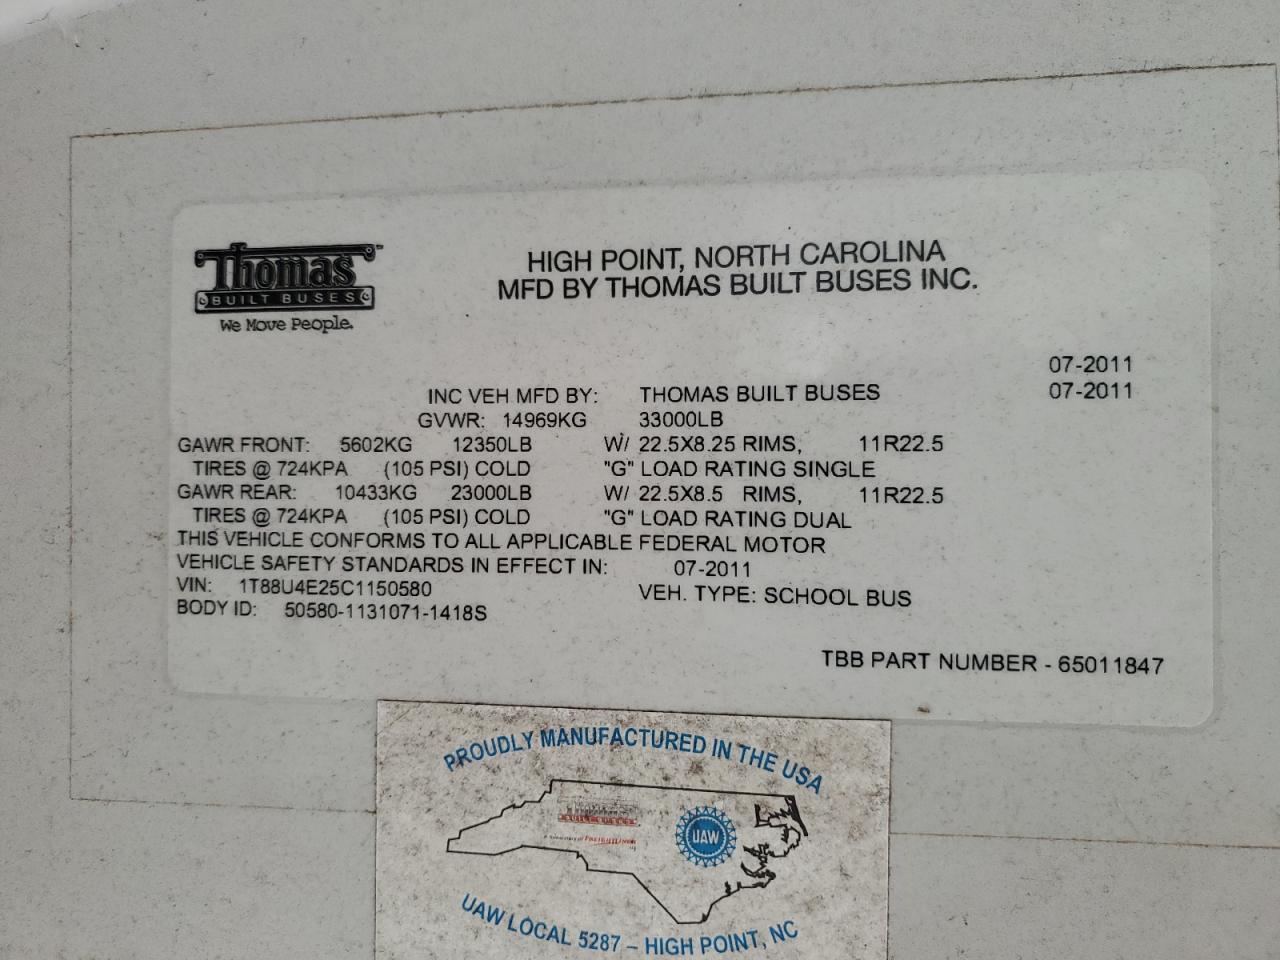 Thomas
BUILT BUSES
We Move People.
HIGH POINT, NORTH CAROLINA
MFD BY THOMAS BUILT BUSES INC.
07-2011
INC VEH MFD BY: THOMAS BUILT BUSES 07-2011
GVWR: 14969KG 33000LB
GAWR FRONT: 5602KG 12350LB W/ 22.5X8.25 RIMS, 11R22.5
TIRES @ 724KPA (105 PSI) COLD "G" LOAD RATING SINGLE
GAWR REAR: 10433KG 23000LB W/ 22.5X8.5 RIMS, 11R22.5
TIRES @ 724KPA (105 PSI) COLD "G" LOAD RATING DUAL
THIS VEHICLE CONFORMS TO ALL APPLICABLE FEDERAL MOTOR
VEHICLE SAFETY STANDARDS IN EFFECT IN: 07-2011
VIN: 1T88U4E25C1150580 VEH. TYPE: SCHOOL BUS
BODY ID: 50580-1131071-1418S
TBB PART NUMBER - 65011847
PROUDLY MANUFACTURED IN THE USA
UAW
UAW LOCAL 5287 – HIGH POINT, NC